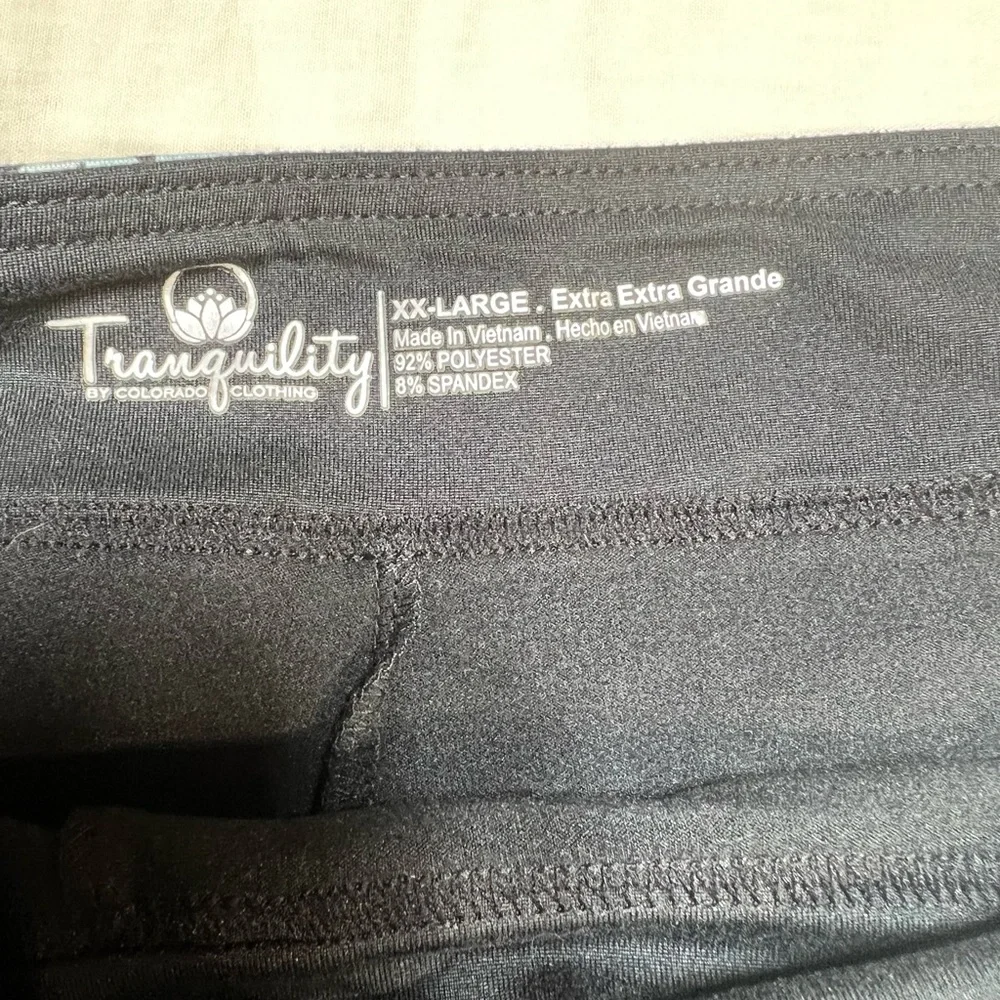 Tranquility
BY COLORADO CLOTHING
XX-LARGE . Extra Extra Grande
Made In Vietnam . Hecho en Vietnam
92% POLYESTER
8% SPANDEX